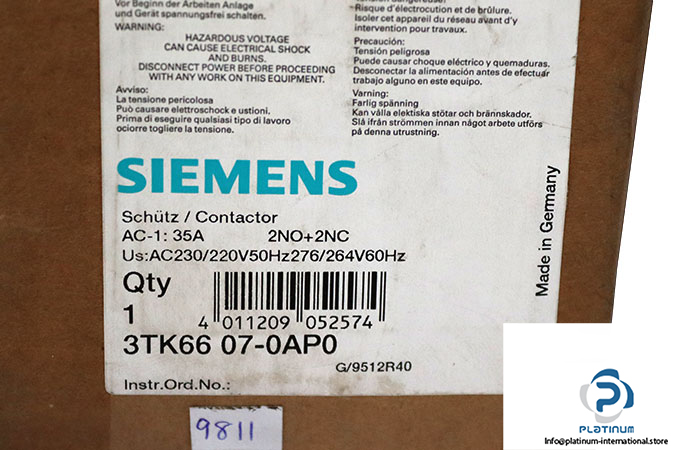 Vor Beginn der Arbeiten Anlage
und Gerät spannungsfrei schalten.
WARNING:
HAZARDOUS VOLTAGE
CAN CAUSE ELECTRICAL SHOCK
AND BURNS.
DISCONNECT POWER BEFORE PROCEEDING
WITH ANY WORK ON THIS EQUIPMENT.
Avviso:
La tensione pericolosa
Può causare elettroshock e ustioni.
Prima di eseguire qualsiasi tipo di lavoro
ociorre togliere la tensione.
Risque d'électrocution et de brûlure.
Isoler cet appareil du réseau avant d'y
intervention pour travaux.
Precaución:
Tensión peligrosa
Puede causar choque eléctrico y quemaduras.
Desconectar la alimentación antes de efectuar
trabajo alguno en este equipo.
Varning:
Farlig spänning
Kan vålla elektiska stötar och brännskador.
Slå ifrån strömmen innan något arbete utförs
på denna utrustning.
SIEMENS
Schütz / Contactor
AC-1: 35A 2NO+2NC
Us:AC230/220V50Hz276/264V60Hz
Qty
1
4 011209 052574
3TK66 07-0AP0
G/9512R40
Instr.Ord.No.:
Made in Germany
9811
PLATINUM
Info@platinum-international.store